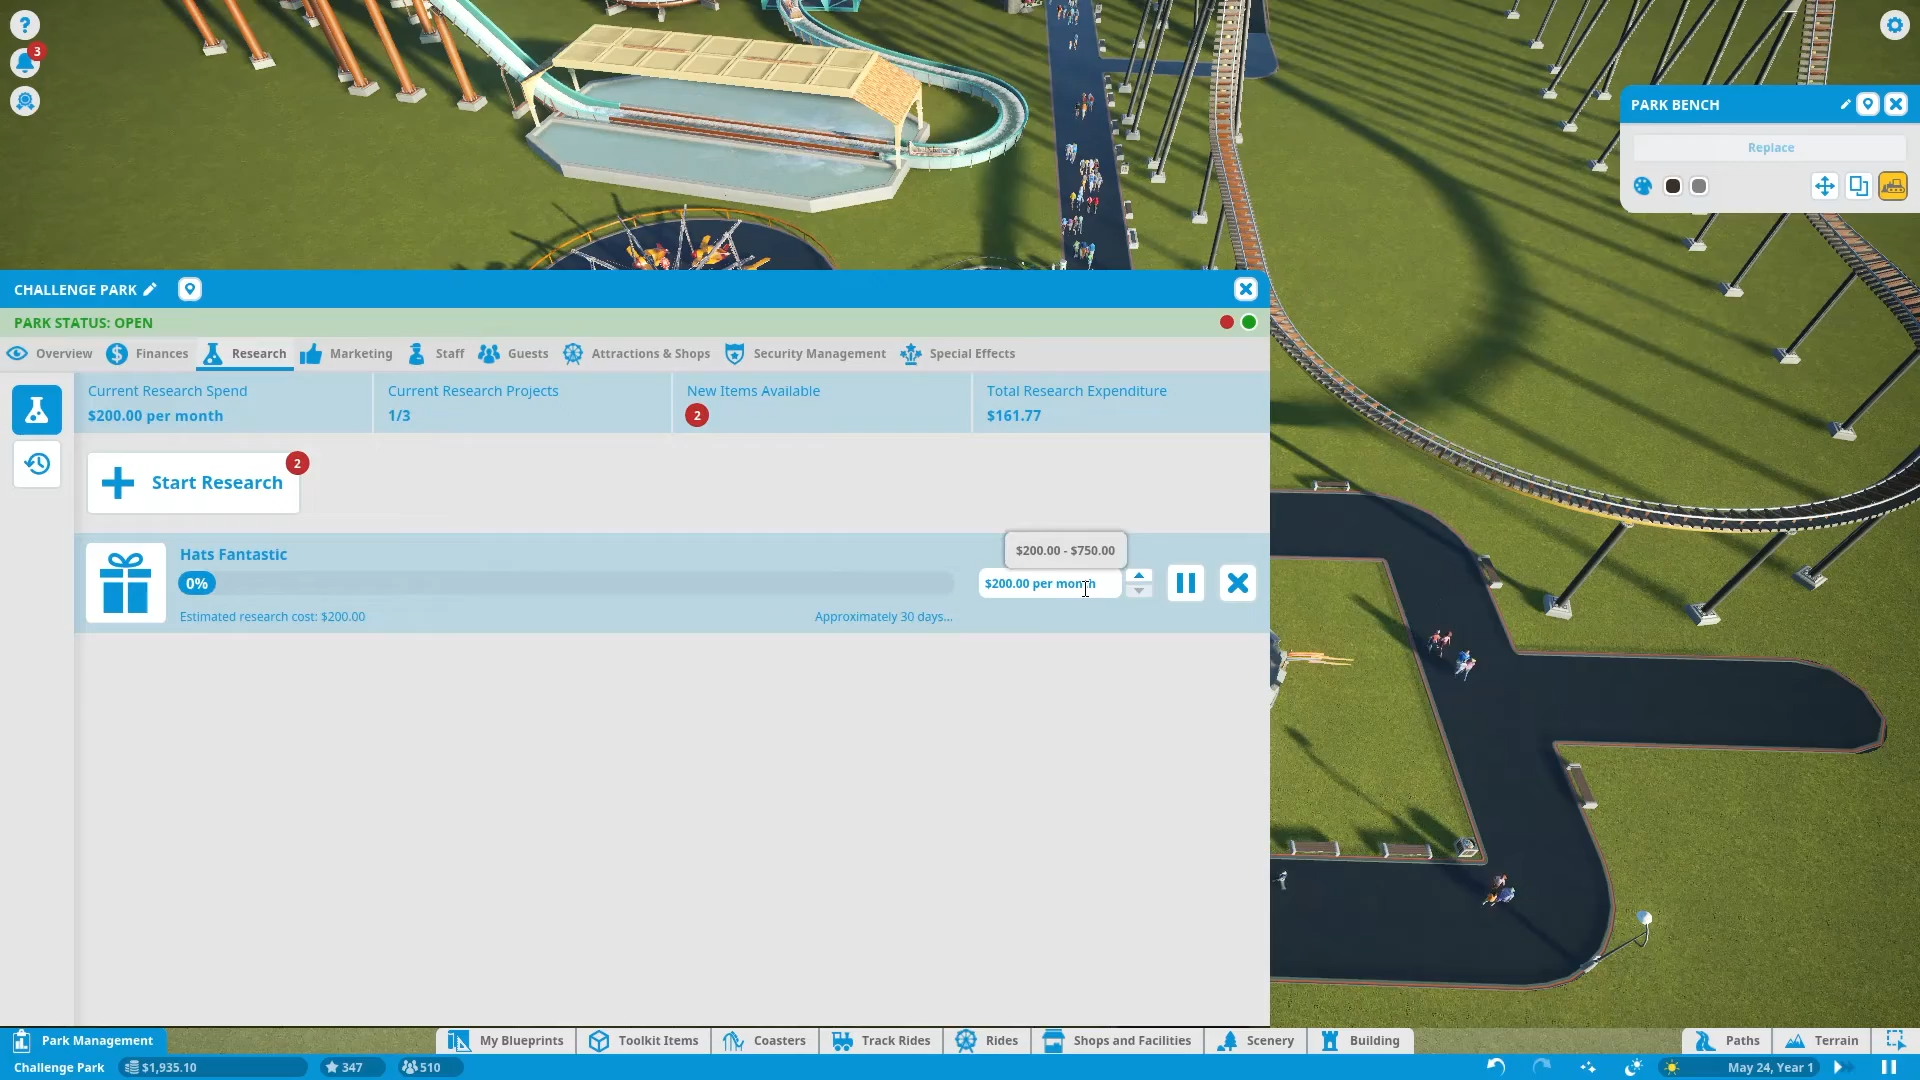 ?
3
PARK BENCH
Replace
CHALLENGE PARK
PARK STATUS: OPEN
Overview
$ Finances
Research
Marketing
Staff
Guests
Attractions & Shops
Security Management
Special Effects
Current Research Spend
$200.00 per month
Current Research Projects
1/3
New Items Available
2
Total Research Expenditure
$161.77
Start Research
2
Hats Fantastic
0%
Estimated research cost: $200.00
Approximately 30 days...
$200.00 - $750.00
$200.00 per month
Park Management
My Blueprints
Toolkit Items
Coasters
Track Rides
Rides
Shops and Facilities
Scenery
Building
Paths
Terrain
Challenge Park
$1,935.10
347
510
May 24, Year 1